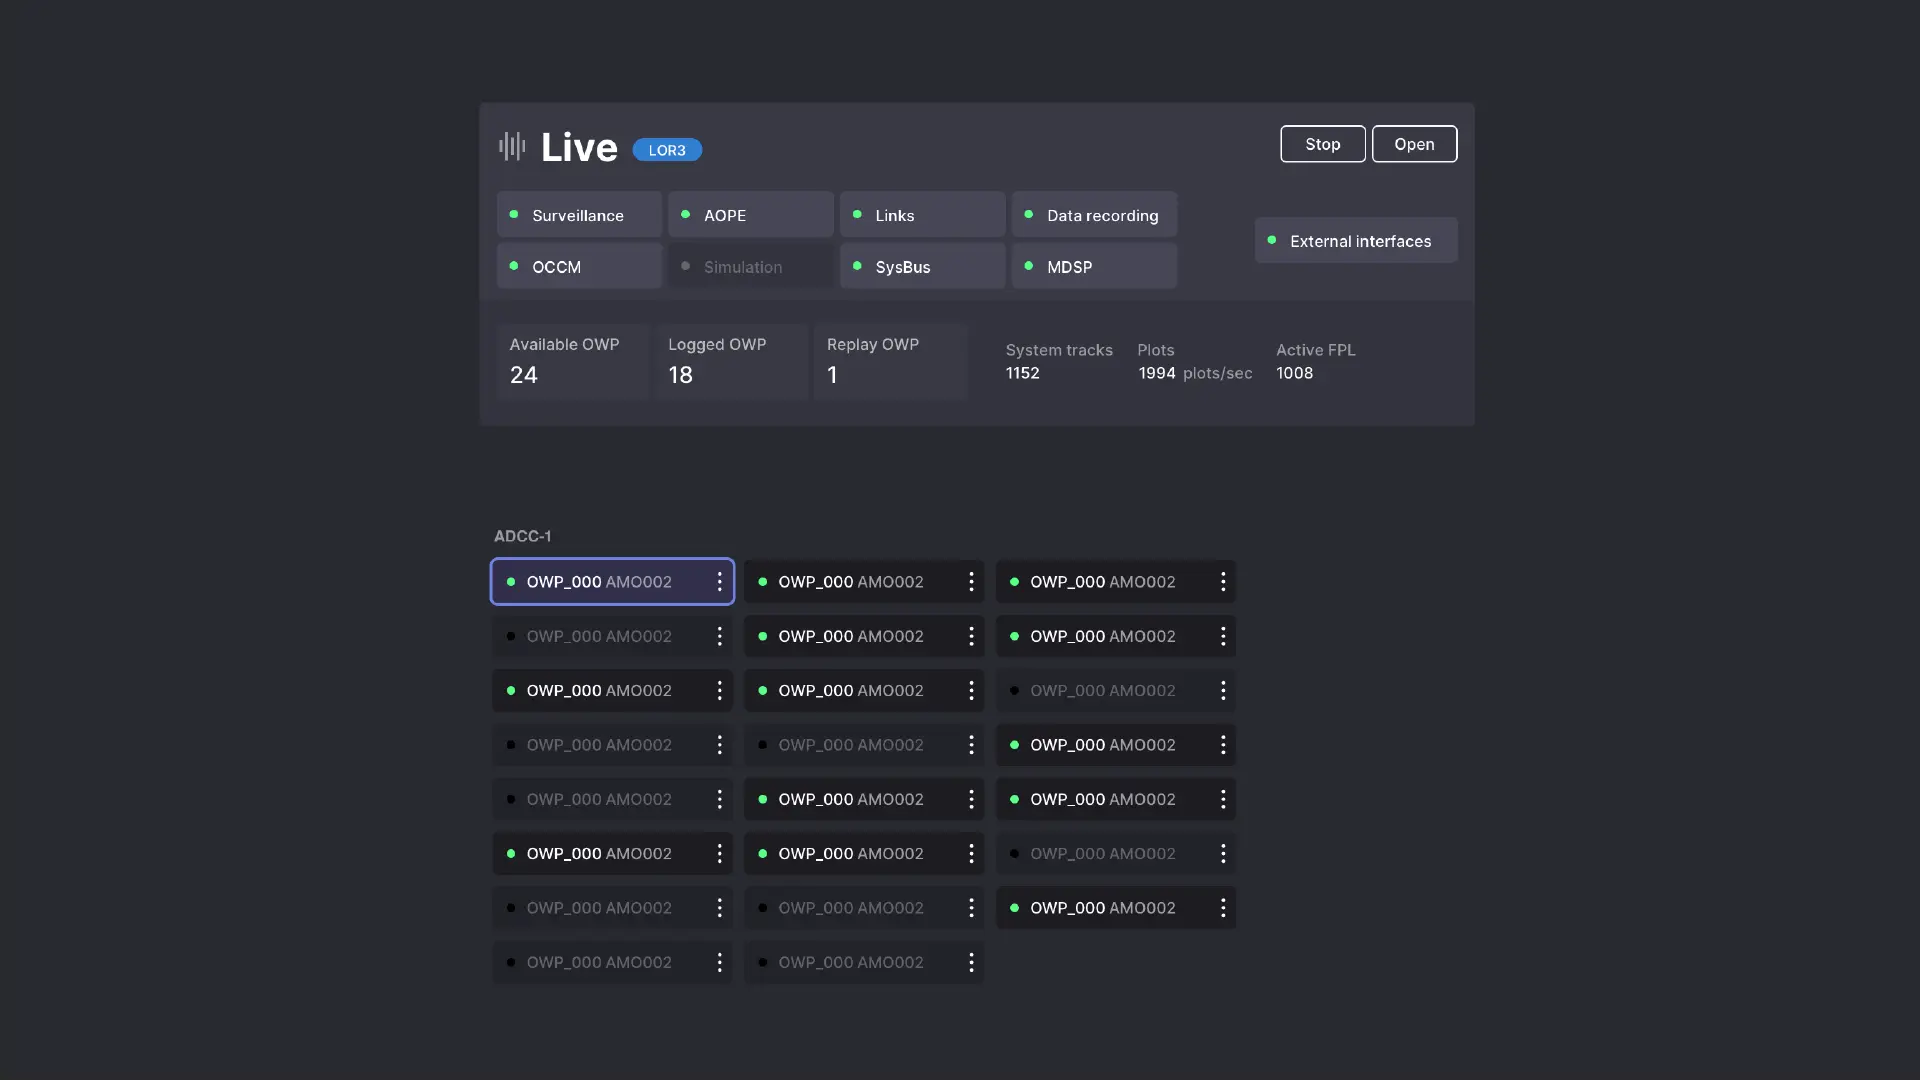 Live LOR3 Stop Open
Surveillance AOPE Links Data recording
External interfaces
OCCM Simulation SysBus MDSP
Available OWP Logged OWP Replay OWP
24 18 1
System tracks Plots Active FPL
1152 1994 plots/sec 1008
ADCC-1
OWP_000 AMO002 OWP_000 AMO002 OWP_000 AMO002
OWP_000 AMO002 OWP_000 AMO002 OWP_000 AMO002
OWP_000 AMO002 OWP_000 AMO002 OWP_000 AMO002
OWP_000 AMO002 OWP_000 AMO002 OWP_000 AMO002
OWP_000 AMO002 OWP_000 AMO002 OWP_000 AMO002
OWP_000 AMO002 OWP_000 AMO002 OWP_000 AMO002
OWP_000 AMO002 OWP_000 AMO002 OWP_000 AMO002
OWP_000 AMO002 OWP_000 AMO002